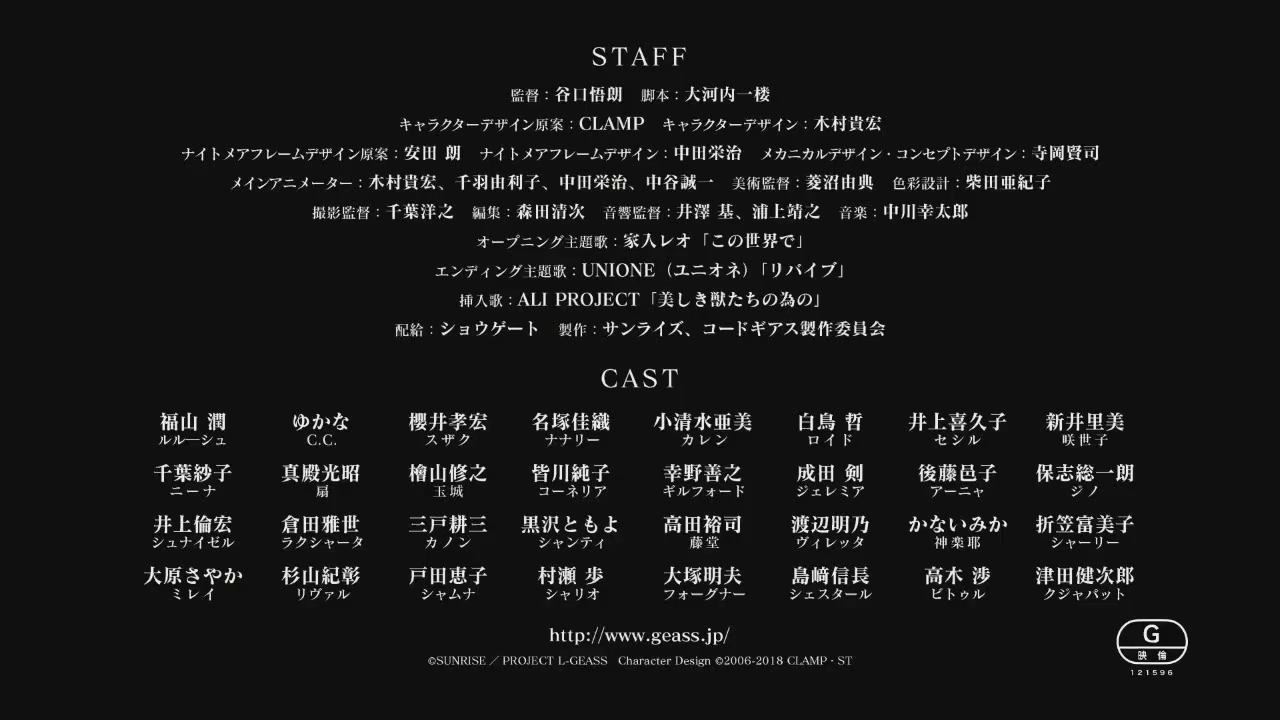 STAFF
監督：谷口悟朗　脚本：大河内一楼
キャラクターデザイン原案：CLAMP　キャラクターデザイン：木村貴宏
ナイトメアフレームデザイン原案：安田 朗　ナイトメアフレームデザイン：中田栄治　メカニカルデザイン・コンセプトデザイン：寺岡賢司
メインアニメーター：木村貴宏、千羽由利子、中田栄治、中谷誠一　美術監督：菱沼由典　色彩設計：柴田亜紀子
撮影監督：千葉洋之　編集：森田清次　音響監督：井澤 基、浦上靖之　音楽：中川幸太郎
オープニング主題歌：家入レオ「この世界で」
エンディング主題歌：UNIONE（ユニオネ）「リバイブ」
挿入歌：ALI PROJECT「美しき獣たちの為の」
配給：ショウゲート　製作：サンライズ、コードギアス製作委員会
CAST
福山 潤　ゆかな　櫻井孝宏　名塚佳織　小清水亜美　白鳥 哲　井上喜久子　新井里美
ルルーシュ　C.C.　スザク　ナナリー　カレン　ロイド　セシル　咲世子
千葉紗子　真殿光昭　檜山修之　皆川純子　幸野善之　成田 剣　後藤邑子　保志総一朗
ニーナ　扇　玉城　コーネリア　ギルフォード　ジェレミア　アーニャ　ジノ
井上倫宏　倉田雅世　三戸耕三　黒沢ともよ　高田裕司　渡辺明乃　かないみか　折笠富美子
シュナイゼル　ラクシャータ　カノン　シャンティ　藤堂　ヴィレッタ　神楽耶　シャーリー
大原さやか　杉山紀彰　戸田恵子　村瀬 歩　大塚明夫　島﨑信長　高木 渉　津田健次郎
ミレイ　リヴァル　シャムナ　シャリオ　フォーグナー　シェスタール　ビトゥル　クジャパット
http://www.geass.jp/
©SUNRISE／PROJECT L-GEASS　Character Design ©2006-2018 CLAMP・ST
G
映倫
121596